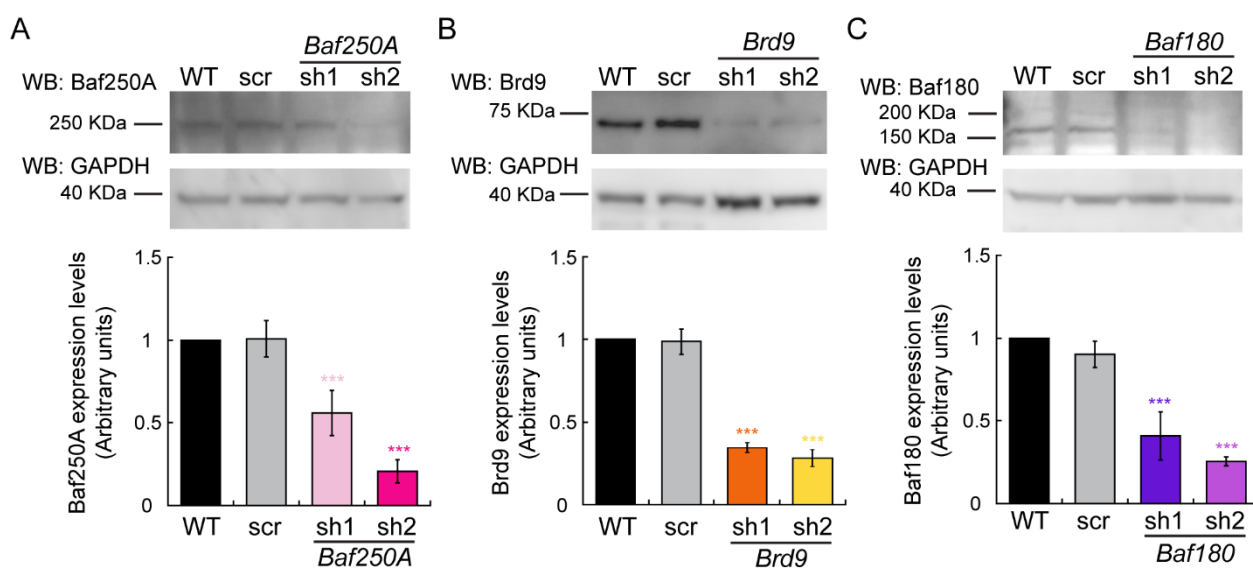 A
Baf250A
WB: Baf250A
WT scr sh1 sh2
250 KDa
WB: GAPDH
40 KDa
Baf250A expression levels
(Arbitrary units)
1.5
1
0.5
0
***
***
WT scr sh1 sh2
Baf250A
B
Brd9
WB: Brd9
WT scr sh1 sh2
75 KDa
WB: GAPDH
40 KDa
Brd9 expression levels
(Arbitrary units)
1.5
1
0.5
0
***
***
WT scr sh1 sh2
Brd9
C
Baf180
WT scr sh1 sh2
WB: Baf180
200 KDa
150 KDa
WB: GAPDH
40 KDa
Baf180 expression levels
(Arbitrary units)
1.5
1
0.5
0
***
***
WT scr sh1 sh2
Baf180